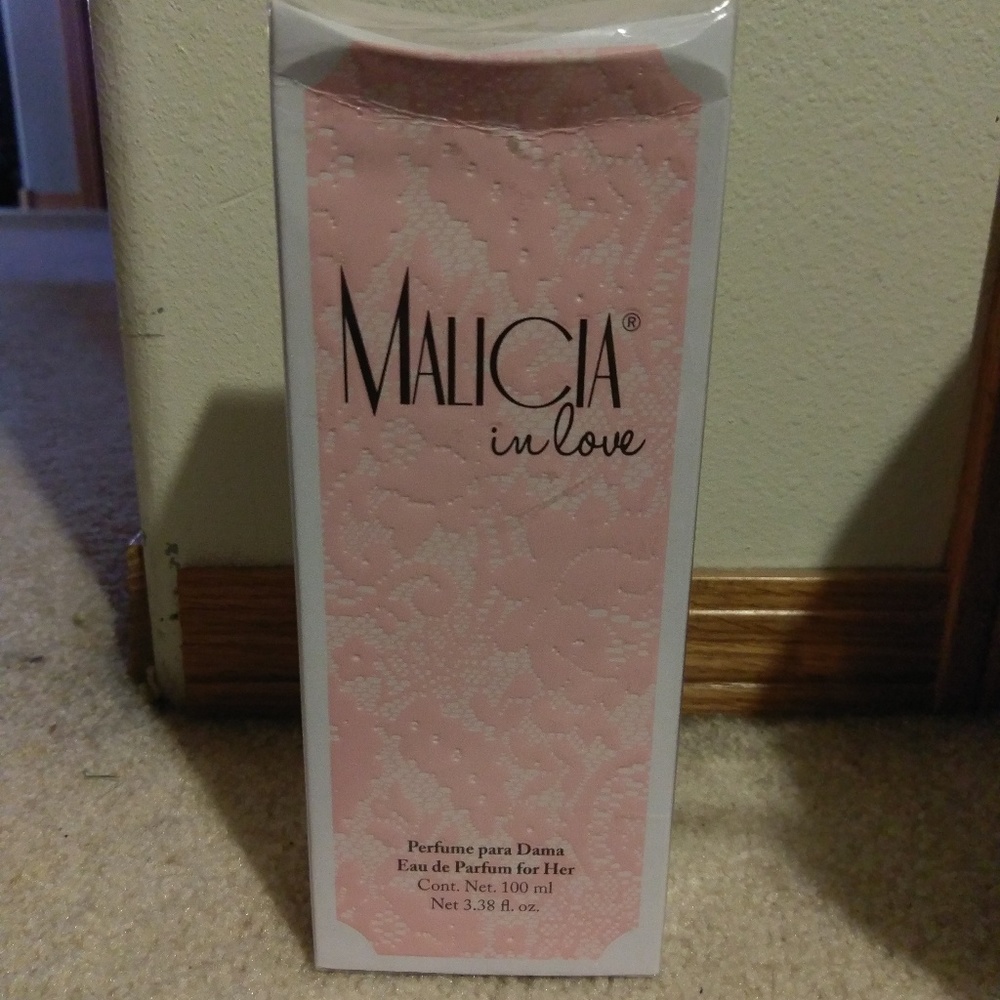 MALICIA®
in love
Perfume para Dama
Eau de Parfum for Her
Cont. Net. 100 ml
Net 3.38 fl. oz.